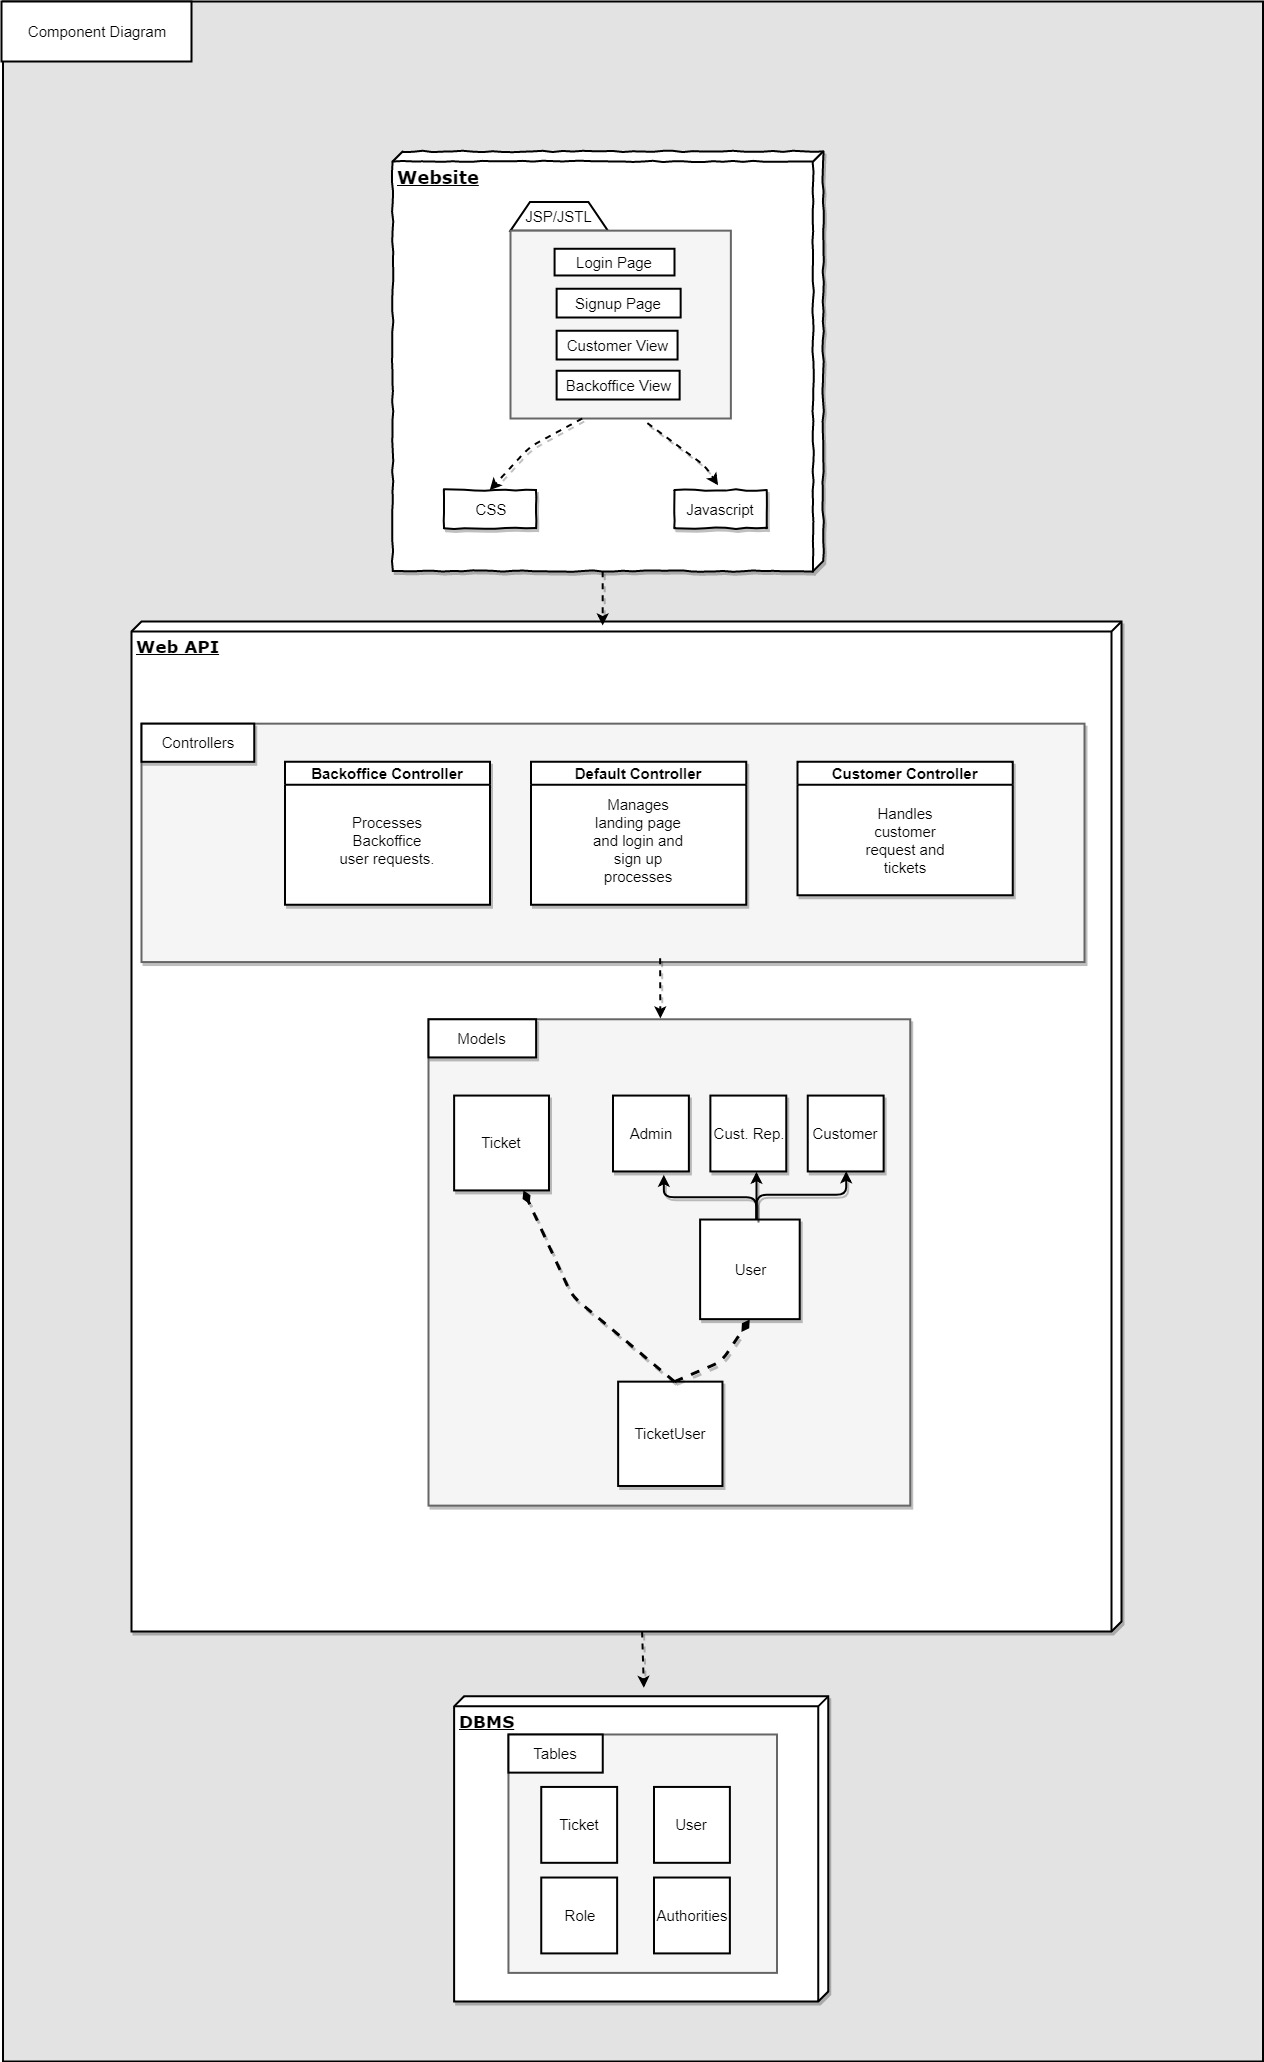 Component Diagram
Website
JSP/JSTL
Login Page
Signup Page
Customer View
Backoffice View
CSS
Javascript
Web API
Controllers
Backoffice Controller
Processes
Backoffice
user requests.
Default Controller
Manages
landing page
and login and
sign up
processes
Customer Controller
Handles
customer
request and
tickets
Models
Ticket
Admin
Cust. Rep.
Customer
User
TicketUser
DBMS
Tables
Ticket
User
Role
Authorities